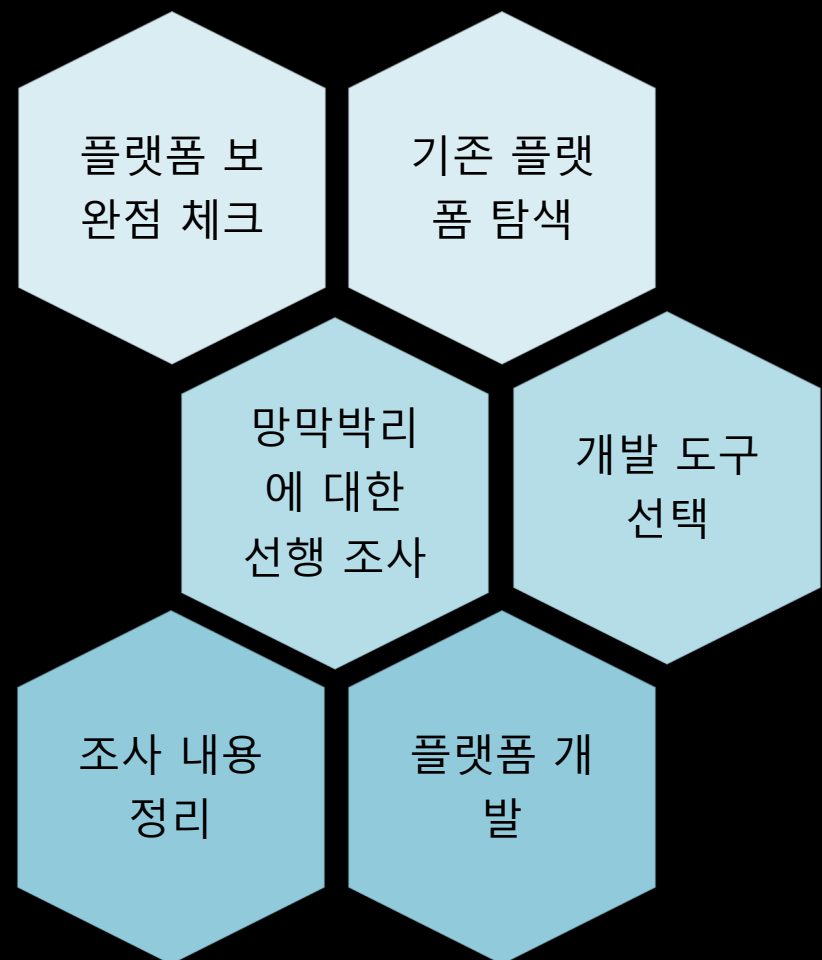 플랫폼 보
완점 체크
기존 플랫
폼 탐색
망막박리
에 대한
선행 조사
개발 도구
선택
조사 내용
정리
플랫폼 개
발